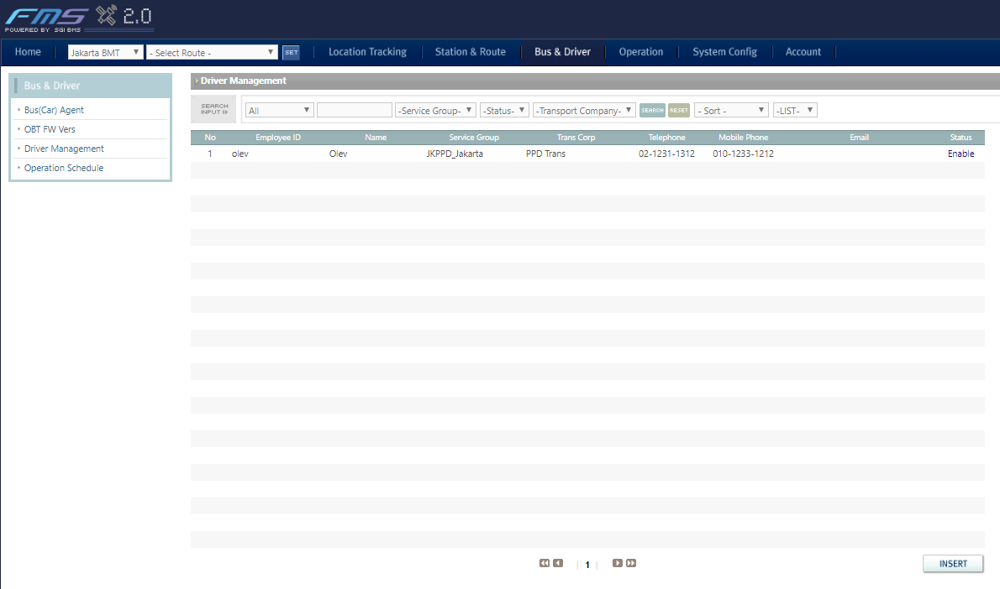 FMS 2.0
POWERED BY SGI BMS
Home Jakarta BMT - Select Route - SET Location Tracking Station & Route Bus & Driver Operation System Config Account
Bus & Driver
Bus(Car) Agent
OBT FW Vers
Driver Management
Operation Schedule
Driver Management
SEARCH
INPUT
All -Service Group- -Status- -Transport Company- SEARCH RESET - Sort - -LIST-
No Employee ID Name Service Group Trans Corp Telephone Mobile Phone Email Status
1 olev Olev JKPPD_Jakarta PPD Trans 02-1231-1312 010-1233-1212 Enable
| 1 |
INSERT